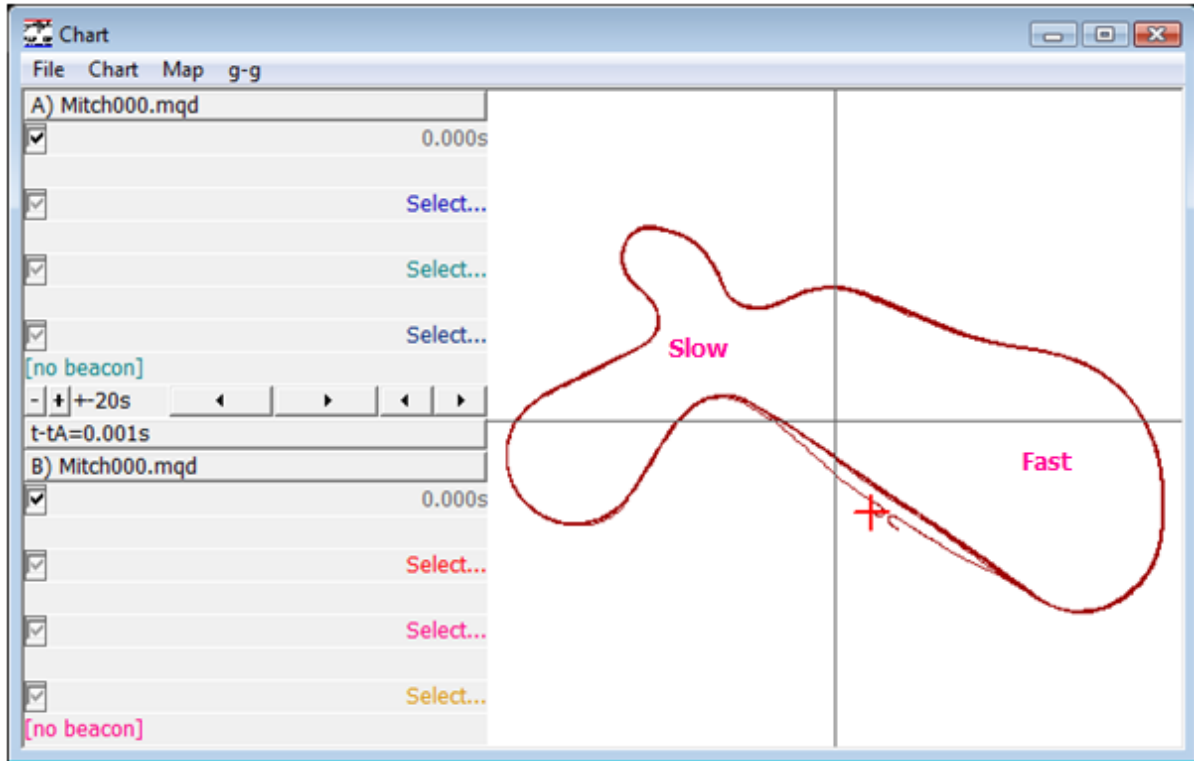 Chart
File Chart Map g-g
A) Mitch000.mqd
0.000s
Select...
Select...
Select...
[no beacon]
- + +-20s
t-tA=0.001s
B) Mitch000.mqd
0.000s
Select...
Select...
Select...
[no beacon]
Slow
Fast